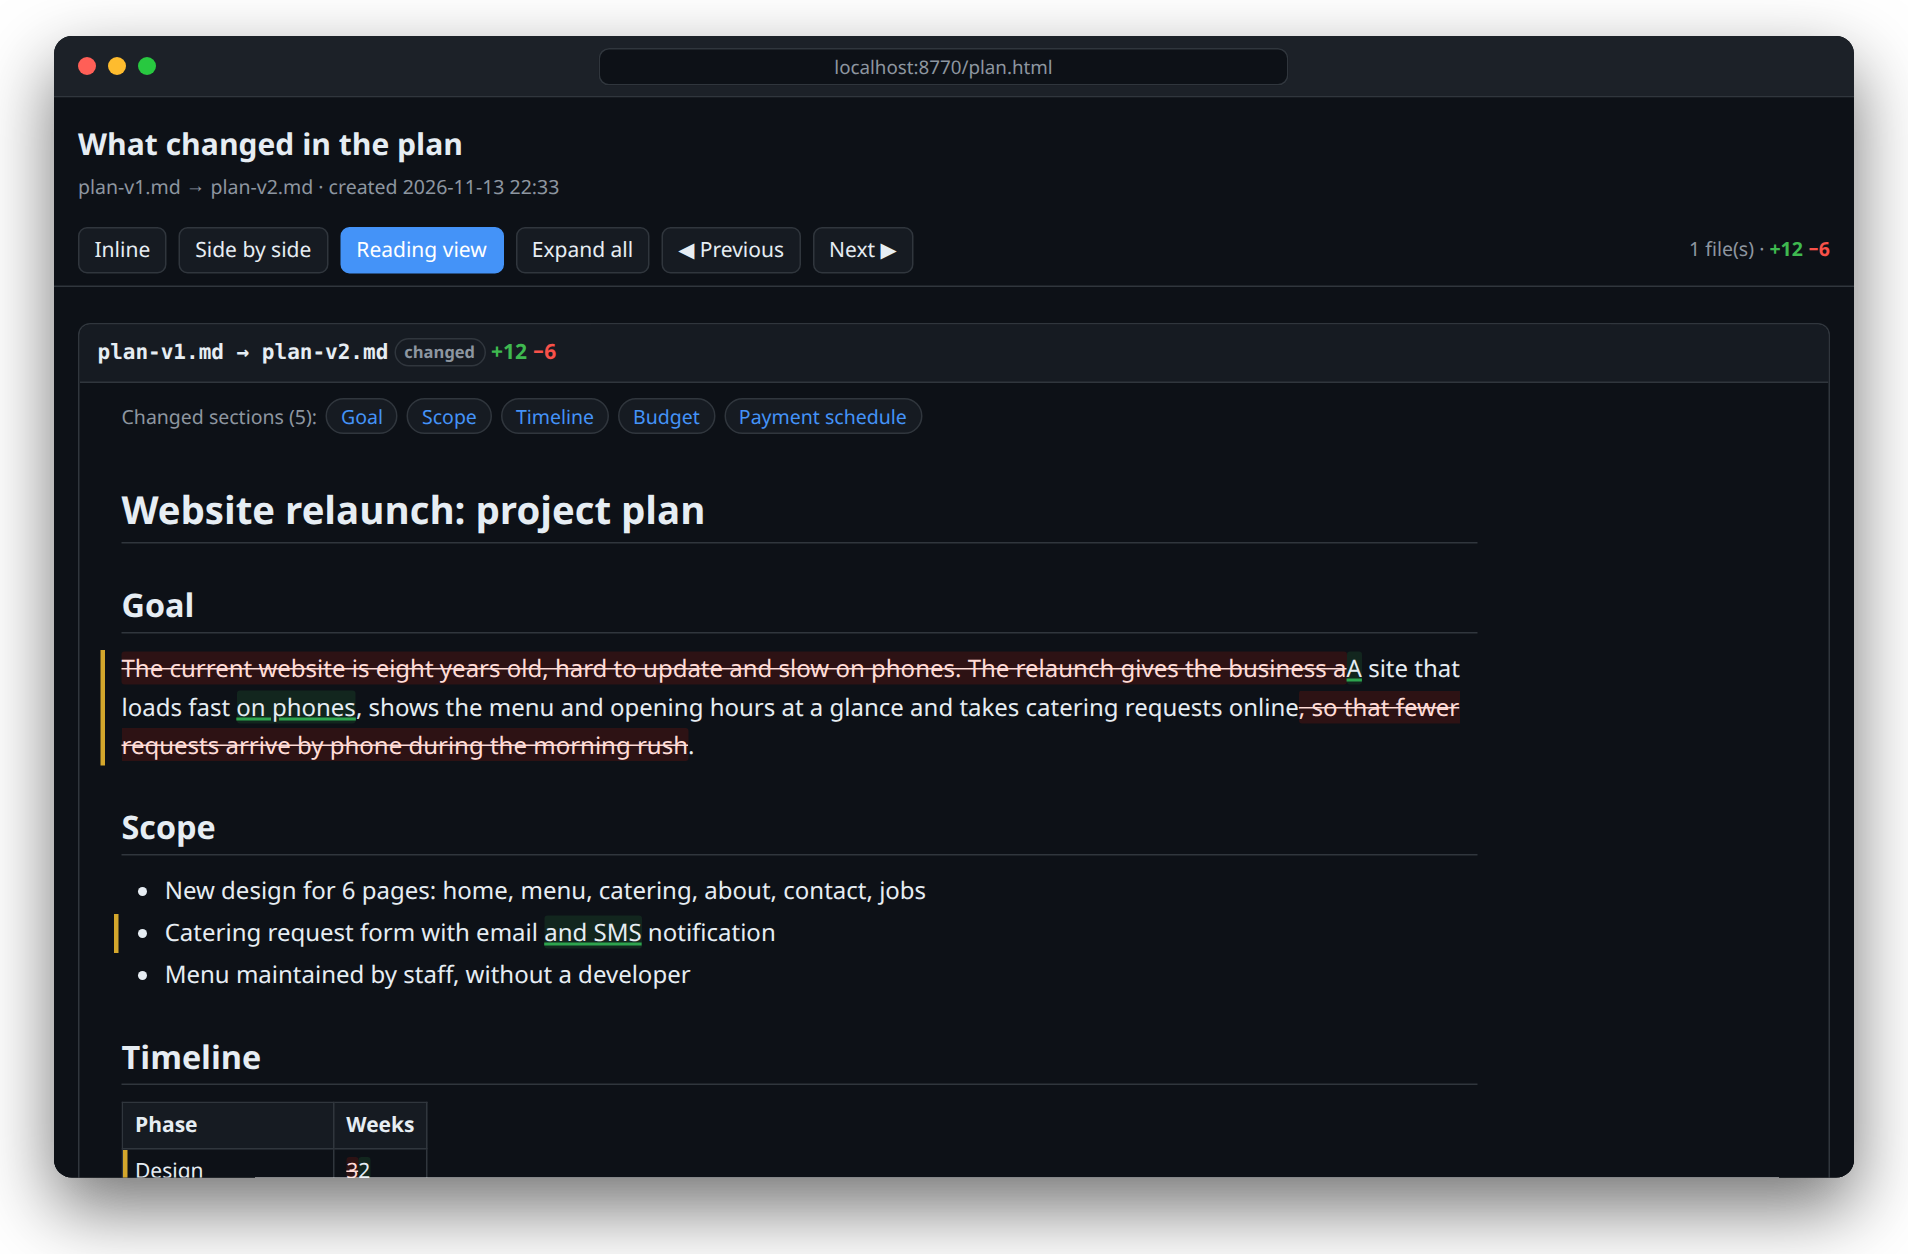 localhost:8770/plan.html
What changed in the plan
plan-v1.md → plan-v2.md · created 2026-11-13 22:33
Inline Side by side Reading view Expand all ◀ Previous Next ▶ 1 file(s) · +12 −6
plan-v1.md → plan-v2.md changed +12 −6
Changed sections (5): Goal Scope Timeline Budget Payment schedule
Website relaunch: project plan
Goal
The current website is eight years old, hard to update and slow on phones. The relaunch gives the business aA site that
loads fast on phones, shows the menu and opening hours at a glance and takes catering requests online, so that fewer
requests arrive by phone during the morning rush.
Scope
• New design for 6 pages: home, menu, catering, about, contact, jobs
• Catering request form with email and SMS notification
• Menu maintained by staff, without a developer
Timeline
Phase Weeks
Design 32